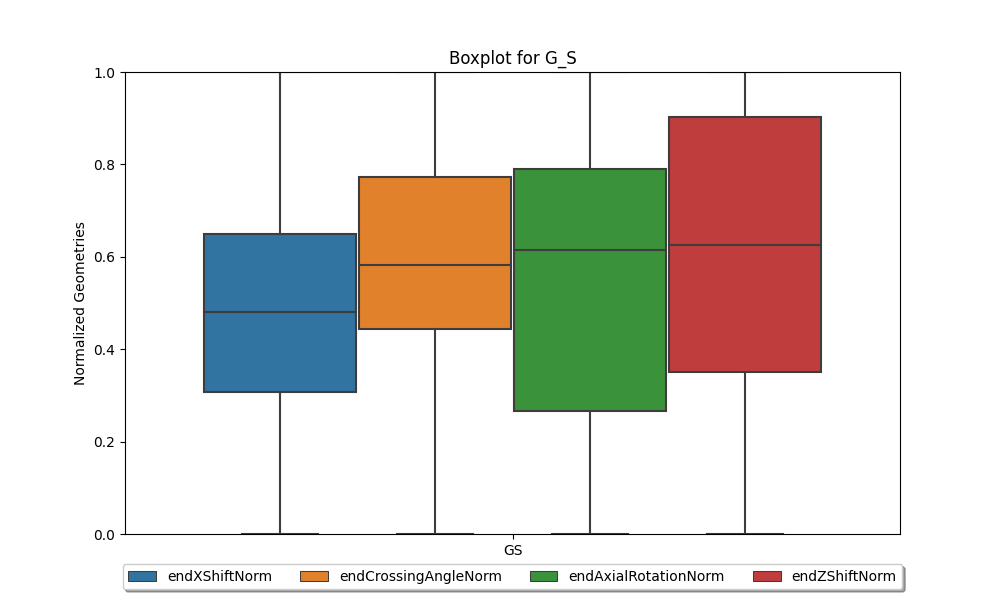 Boxplot for G_S
1.0
0.8
0.6
0.4
0.2
0.0
Normalized Geometries
GS
endXShiftNorm endCrossingAngleNorm endAxialRotationNorm endZShiftNorm